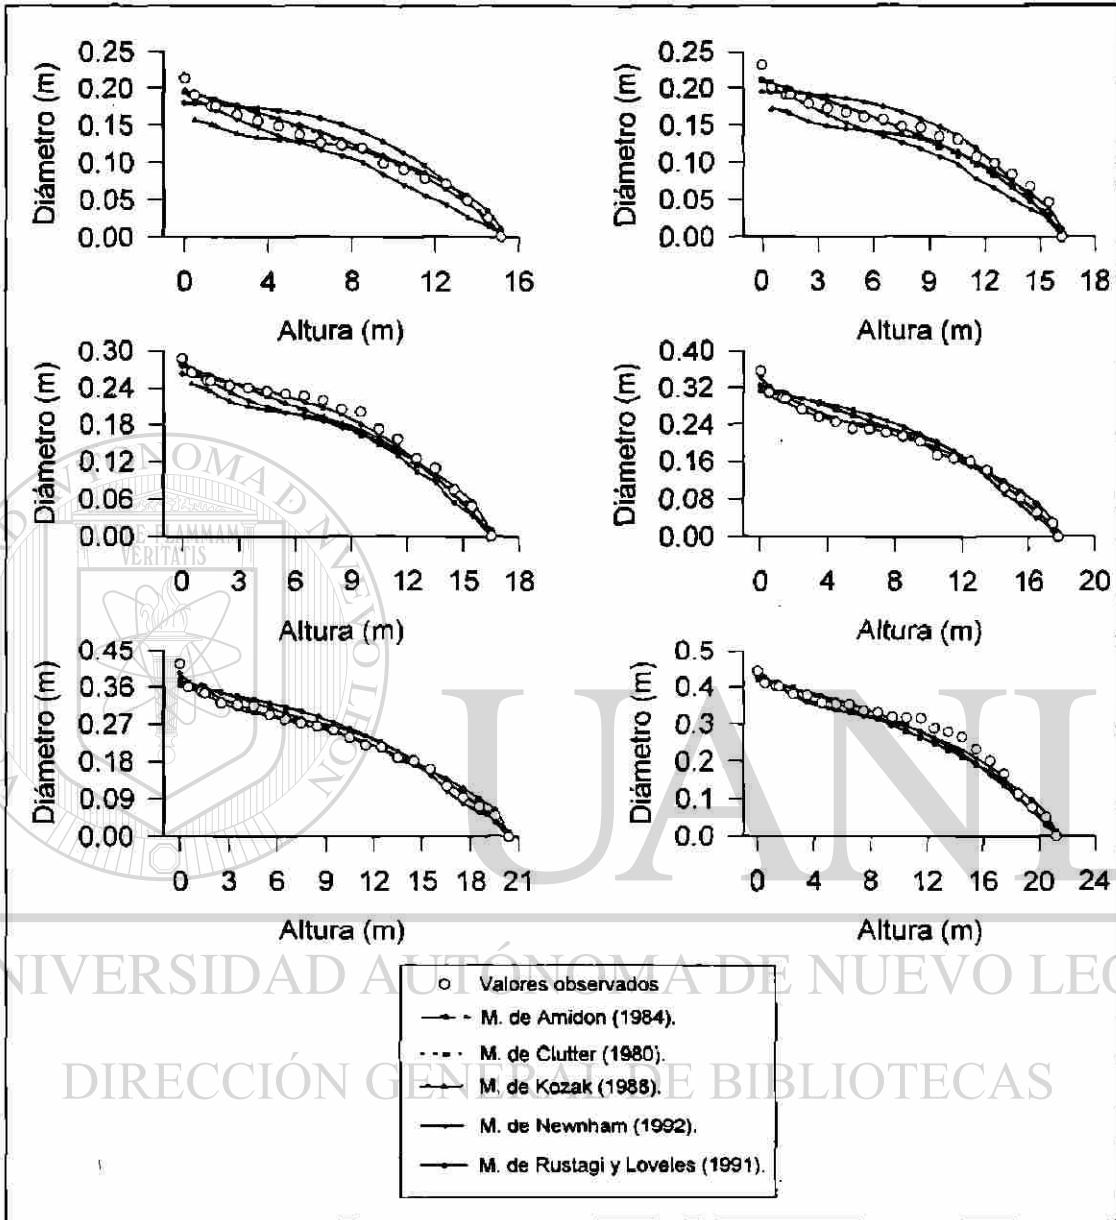 0.25
0.20
0.15
0.10
0.05
0.00
Diámetro (m)
0 4 8 12 16
Altura (m)
0.25
0.20
0.15
0.10
0.05
0.00
Diámetro (m)
0 3 6 9 12 15 18
Altura (m)
0.30
0.24
0.18
0.12
0.06
0.00
Diámetro (m)
0 3 6 9 12 15 18
Altura (m)
0.40
0.32
0.24
0.16
0.08
0.00
Diámetro (m)
0 4 8 12 16 20
Altura (m)
0.45
0.36
0.27
0.18
0.09
0.00
Diámetro (m)
0 3 6 9 12 15 18 21
Altura (m)
0.5
0.4
0.3
0.2
0.1
0.0
Diámetro (m)
0 4 8 12 16 20 24
Altura (m)
Valores observados
M. de Amidon (1984).
M. de Clutter (1980).
M. de Kozak (1988).
M. de Newnham (1992).
M. de Rustagi y Loveles (1991).
UANL
NIVERSIDAD AUTÓNOMA DE NUEVO LEÓ
DIRECCIÓN GENERAL DE BIBLIOTECAS
FLAMMAM
VERITATIS